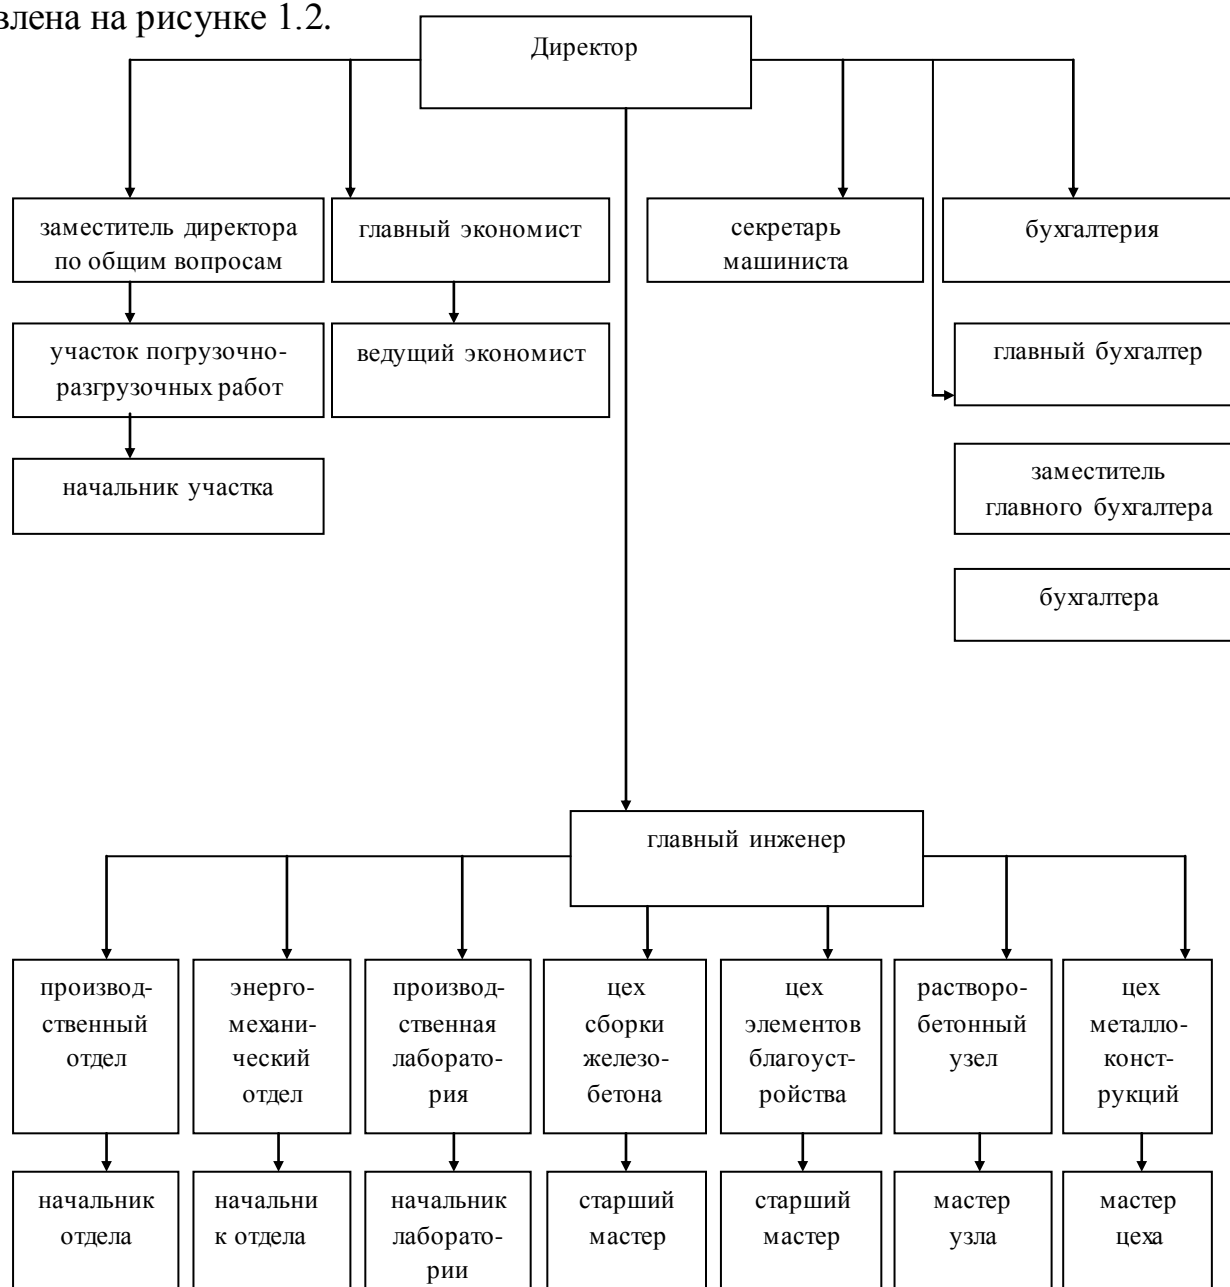 влена на рисунке 1.2.
Директор
заместитель директора
по общим вопросам
главный экономист
секретарь
машиниста
бухгалтерия
участок погрузочно-
разгрузочных работ
ведущий экономист
главный бухгалтер
начальник участка
заместитель
главного бухгалтера
бухгалтера
главный инженер
производ-
ственный
отдел
энерго-
механи-
ческий
отдел
производ-
ственная
лаборато-
рия
цех
сборки
железо-
бетона
цех
элементов
благоуст-
ройства
растворо-
бетонный
узел
цех
металло-
конст-
рукций
начальник
отдела
начальни
к отдела
начальник
лаборато-
рии
старший
мастер
старший
мастер
мастер
узла
мастер
цеха